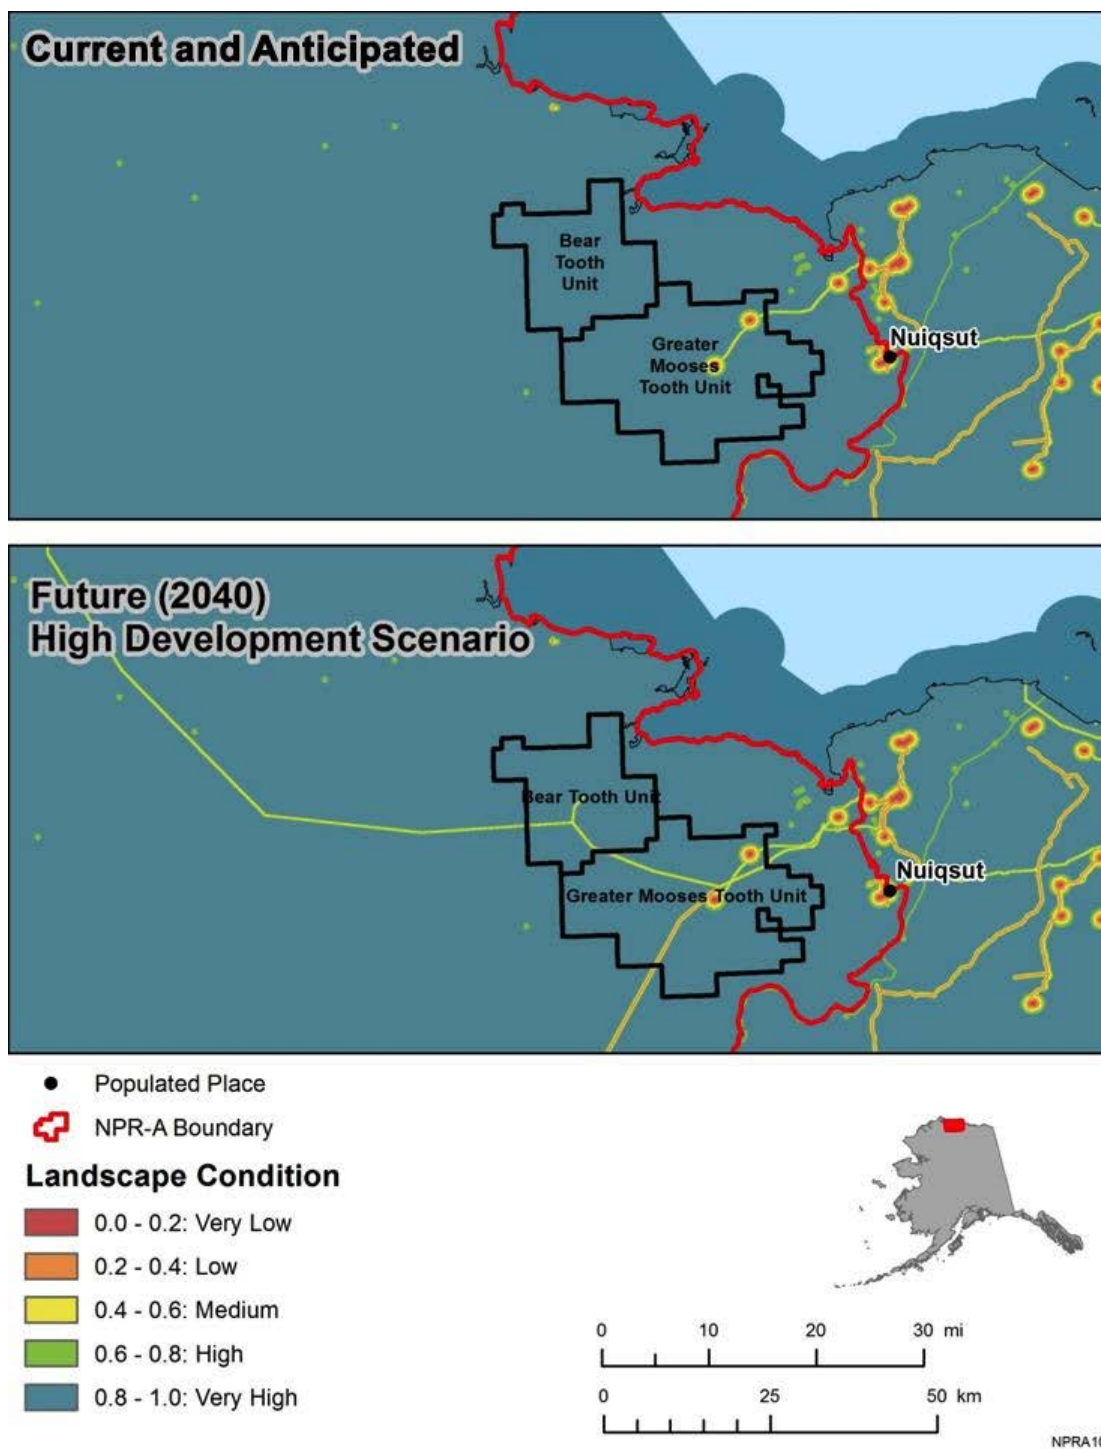 Current and Anticipated
Bear
Tooth
Unit
Greater
Mooses
Tooth Unit
Nuiqsut
Future (2040)
High Development Scenario
Bear Tooth Unit
Greater Mooses Tooth Unit
Nuiqsut
Populated Place
NPR-A Boundary
Landscape Condition
0.0 - 0.2: Very Low
0.2 - 0.4: Low
0.4 - 0.6: Medium
0.6 - 0.8: High
0.8 - 1.0: Very High
0 10 20 30 mi
0 25 50 km